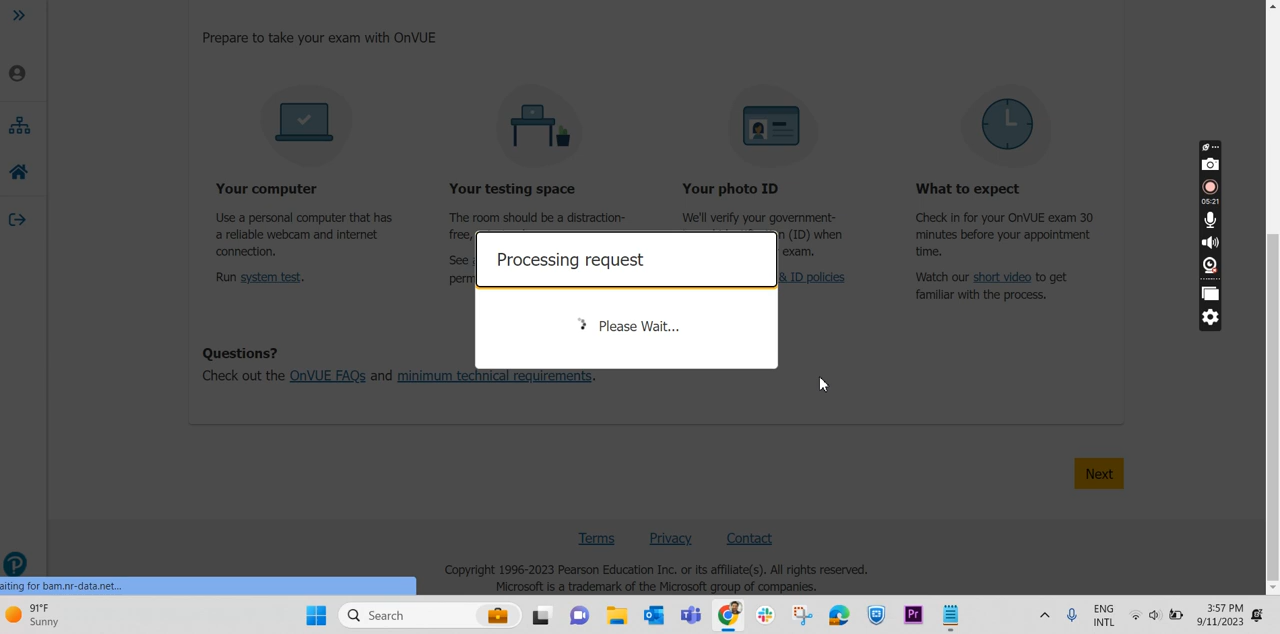 Prepare to take your exam with OnVUE
Your computer
Use a personal computer that has
a reliable webcam and internet
connection.
Run system test.
Your testing space
The room should be a distraction-
free,
See
perm
Your photo ID
We'll verify your government-
(ID) when
exam.
& ID policies
What to expect
Check in for your OnVUE exam 30
minutes before your appointment
time.
Watch our short video to get
familiar with the process.
Processing request
Please Wait...
Questions?
Check out the OnVUE FAQs and minimum technical requirements.
Next
Terms Privacy Contact
Copyright 1996-2023 Pearson Education Inc. or its affiliate(s). All rights reserved.
Microsoft is a trademark of the Microsoft group of companies.
aiting for bam.nr-data.net...
05:21
91°F
Sunny
Search
Pr
ENG
INTL
3:57 PM
9/11/2023